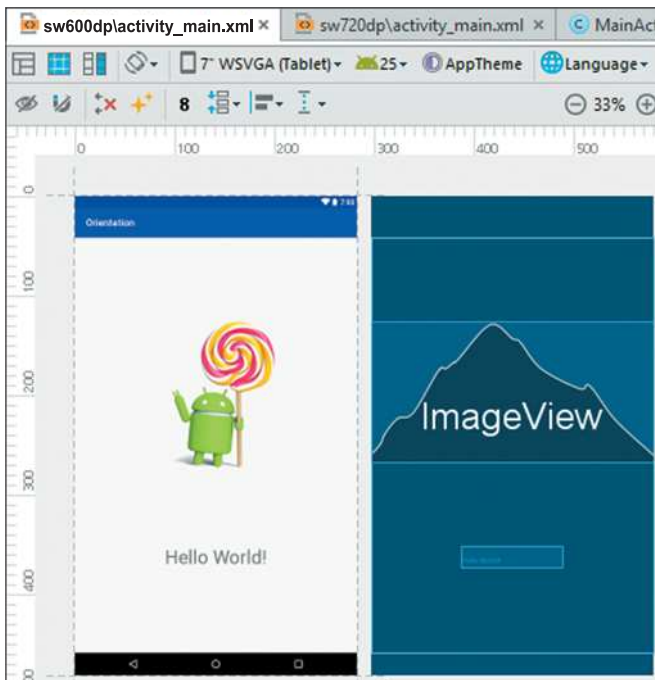 sw600dp\activity_main.xml × sw720dp\activity_main.xml × C MainAct
7" WSVGA (Tablet) 25 AppTheme Language
8 33%
0 100 200 300 400 500
0
100
200
300
400
Orientation
ImageView
Hello World!